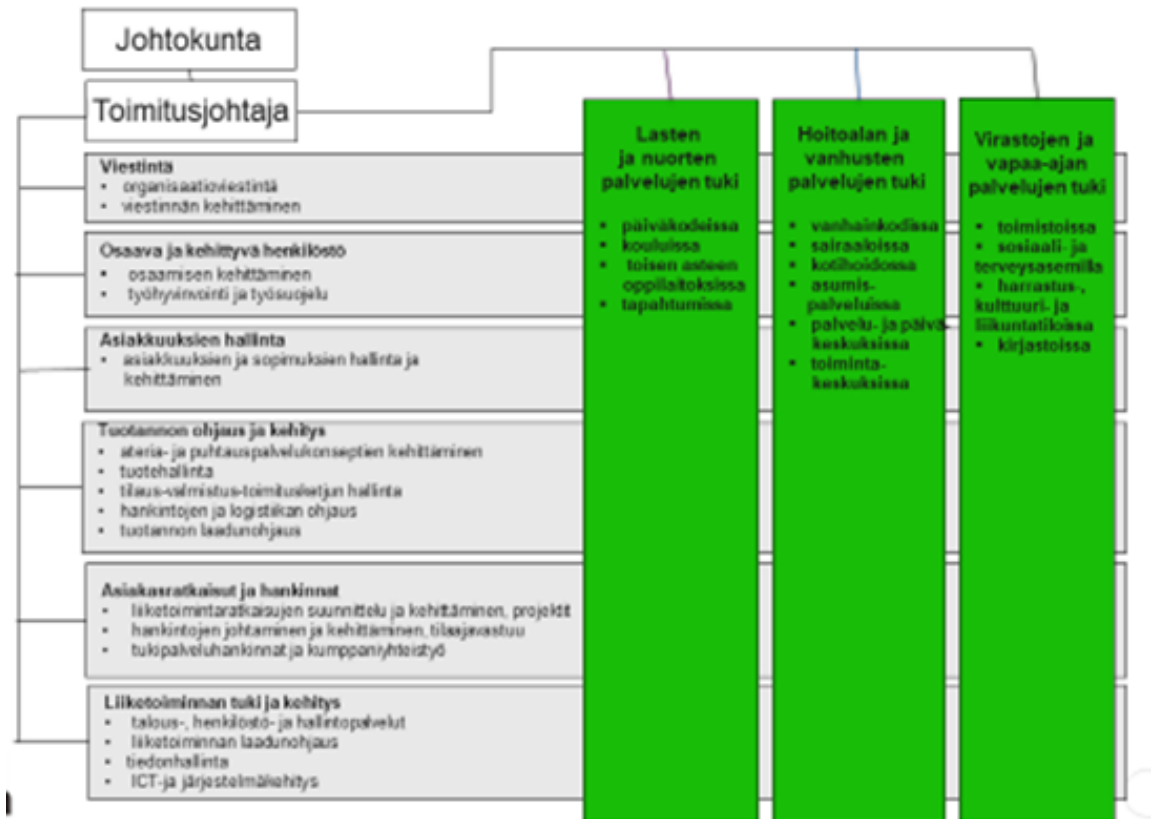 Johtokunta
Toimitusjohtaja
Viestintä
• organisaatioviestintä
• viestinnän kehittäminen
Osaava ja kehittyvä henkilöstö
• osaamisen kehittäminen
• työhyvinvointi ja työsuojelu
Asiakkuuksien hallinta
• asiakkuuksien ja sopimuksien hallinta ja
kehittäminen
Tuotannon ohjaus ja kehitys
• ateria- ja puhtauspalvelukonseptien kehittäminen
• tuotehallinta
• tilaus-valmistus-toimitusketjun hallinta
• hankintojen ja logistiikan ohjaus
• tuotannon laadunohjaus
Asiakasratkaisut ja hankinnat
• liiketoimintaratkaisujen suunnittelu ja kehittäminen, projektit
• hankintojen johtaminen ja kehittäminen, tilaajavastuu
• tukipalveluhankinnat ja kumppaniyhteistyö
Liiketoiminnan tuki ja kehitys
• talous-, henkilöstö- ja hallintopalvelut
• liiketoiminnan laadunohjaus
• tiedonhallinta
• ICT-ja järjestelmäkehitys
Lasten
ja nuorten
palvelujen tuki
• päiväkodeissa
• kouluissa
• toisen asteen
oppilaitoksissa
• tapahtumissa
Hoitoalan ja
vanhusten
palvelujen tuki
• vanhainkodissa
• sairaaloissa
• kotihoidossa
• asumis-
palveluissa
• palvelu- ja päivä-
keskuksissa
• toiminta-
keskuksissa
Virastojen ja
vapaa-ajan
palvelujen tuki
• toimistoissa
• sosiaali- ja
terveysasemilla
• harrastus-,
kulttuuri- ja
liikuntatiloissa
• kirjastoissa